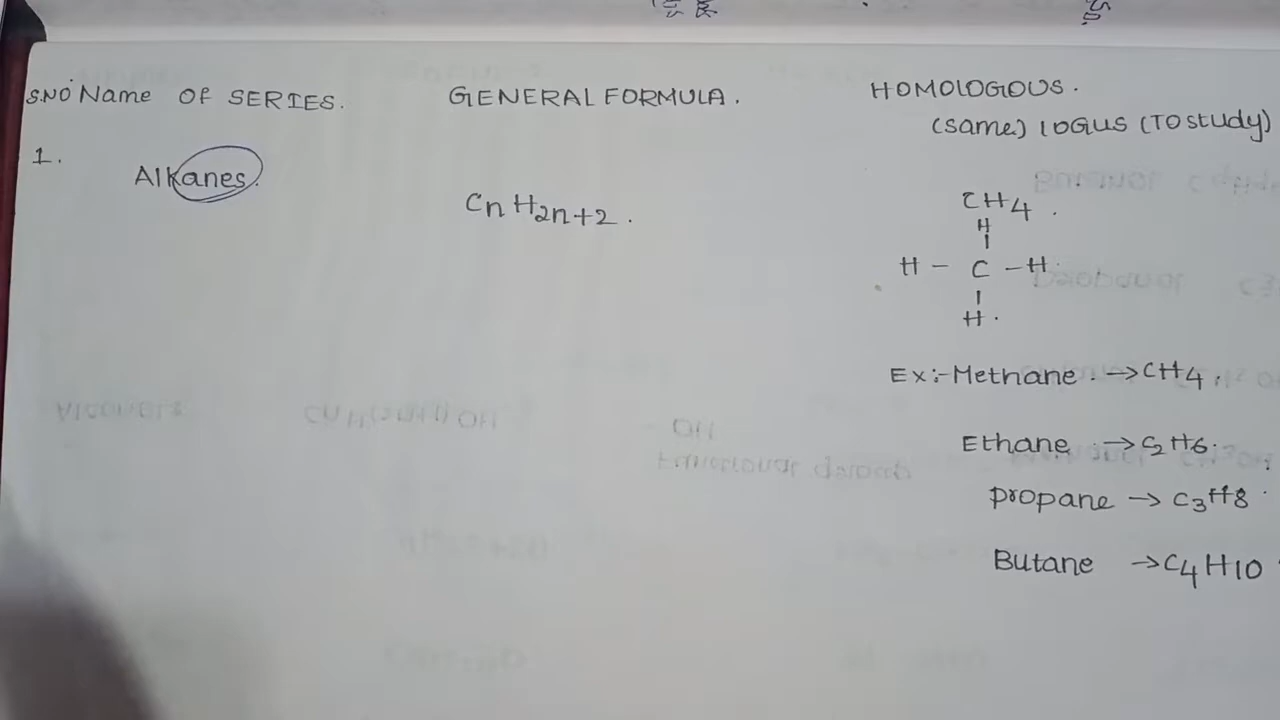 S.NO Name OF SERIES. GENERAL FORMULA. HOMOLOGOUS.
(same) LOGUS (TO study)
1.
Alkanes.
CnH2n+2.
CH4.
H
H - C - H.
H.
Ex:- Methane. → CH4.
Ethane → C2H6.
propane → C3H8
Butane → C4H10